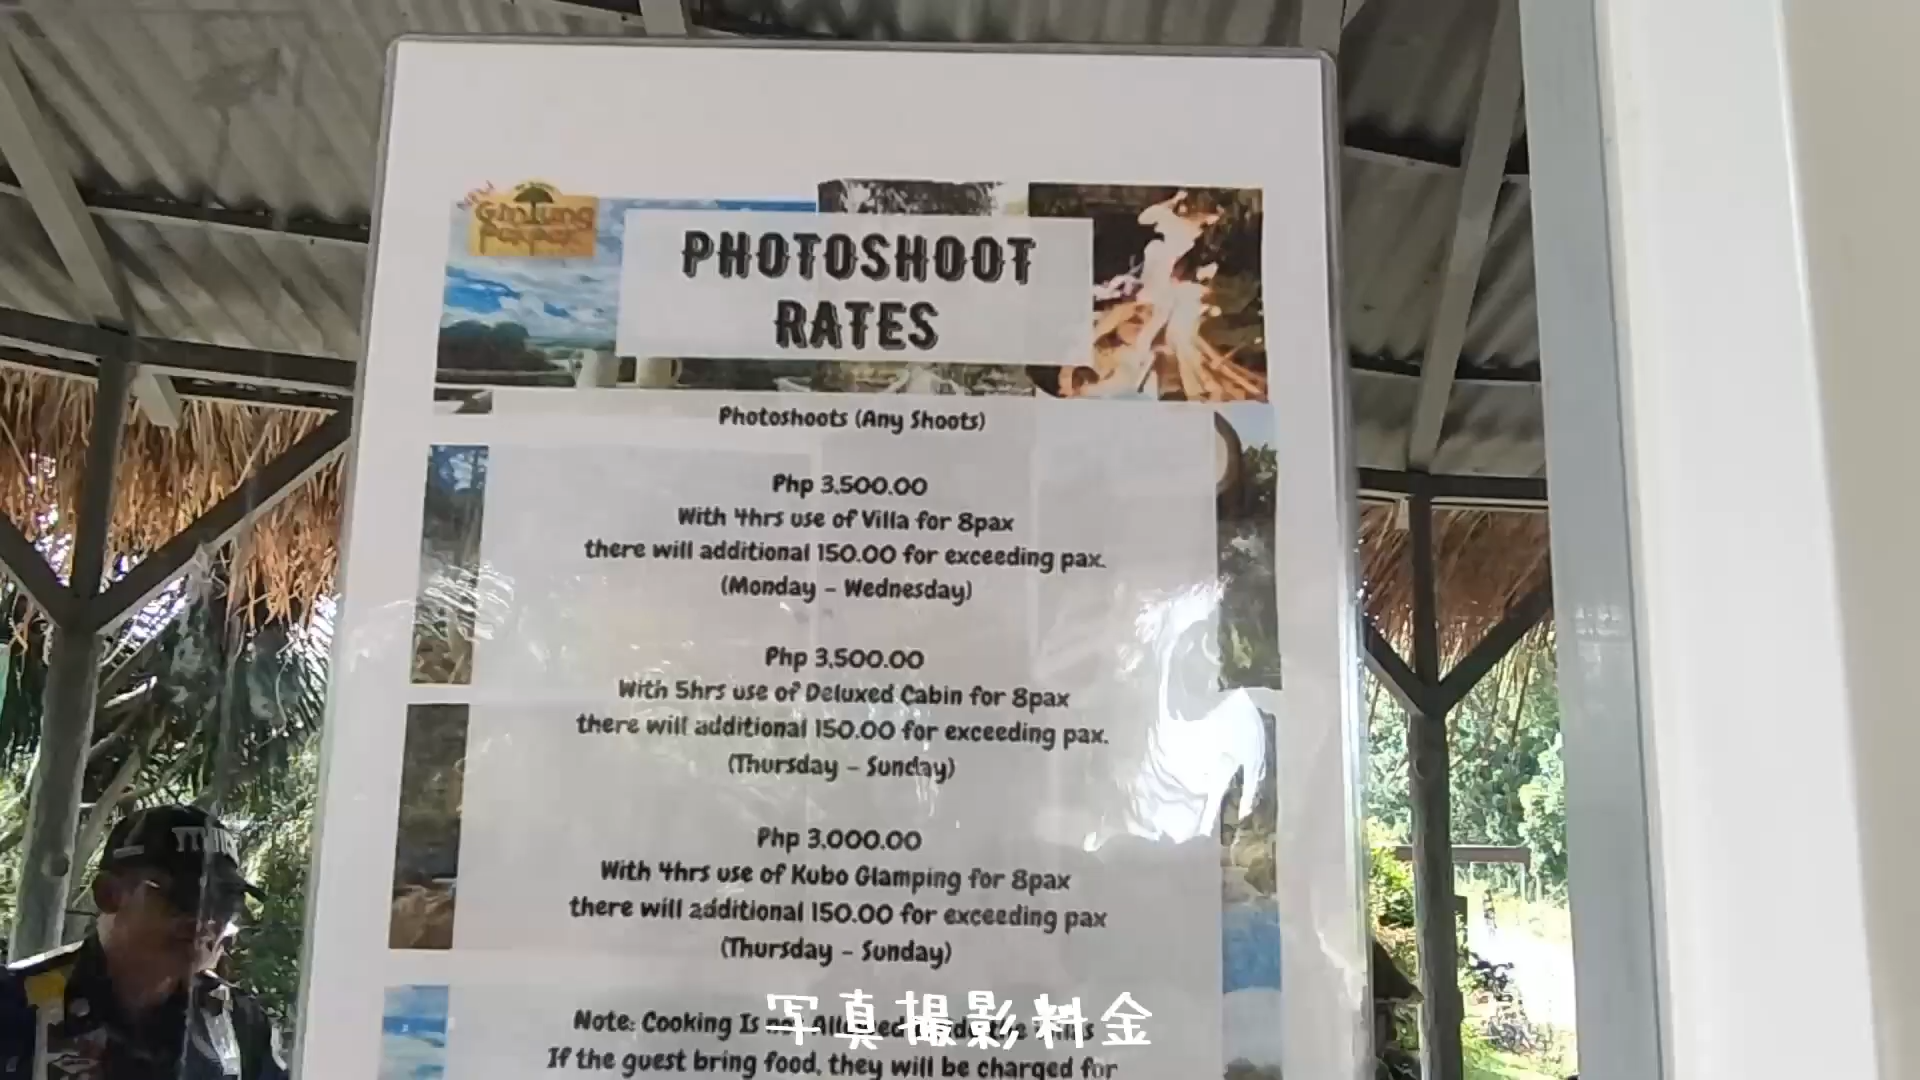 NEW
Gintung
PHOTOSHOOT
RATES
Photoshoots (Any Shoots)
Php 3,500.00
With 4hrs use of Villa for 8pax
there will additional 150.00 for exceeding pax.
(Monday - Wednesday)
Php 3,500.00
With 5hrs use of Deluxed Cabin for 8pax
there will additional 150.00 for exceeding pax.
(Thursday - Sunday)
Php 3,000.00
With 4hrs use of Kubo Glamping for 8pax
there will additional 150.00 for exceeding pax
(Thursday - Sunday)
Note: Cooking Is
写真撮影料金
If the guest bring food, they will be charged for